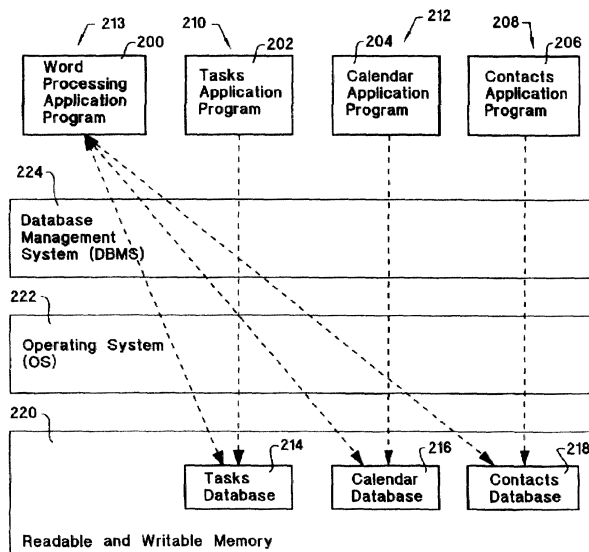 213
210
212
208
200
202
204
206
Word
Processing
Application
Program
Tasks
Application
Program
Calendar
Application
Program
Contacts
Application
Program
224
Database
Management
System (DBMS)
222
Operating System
(OS)
220
214
216
218
Tasks
Database
Calendar
Database
Contacts
Database
Readable and Writable Memory